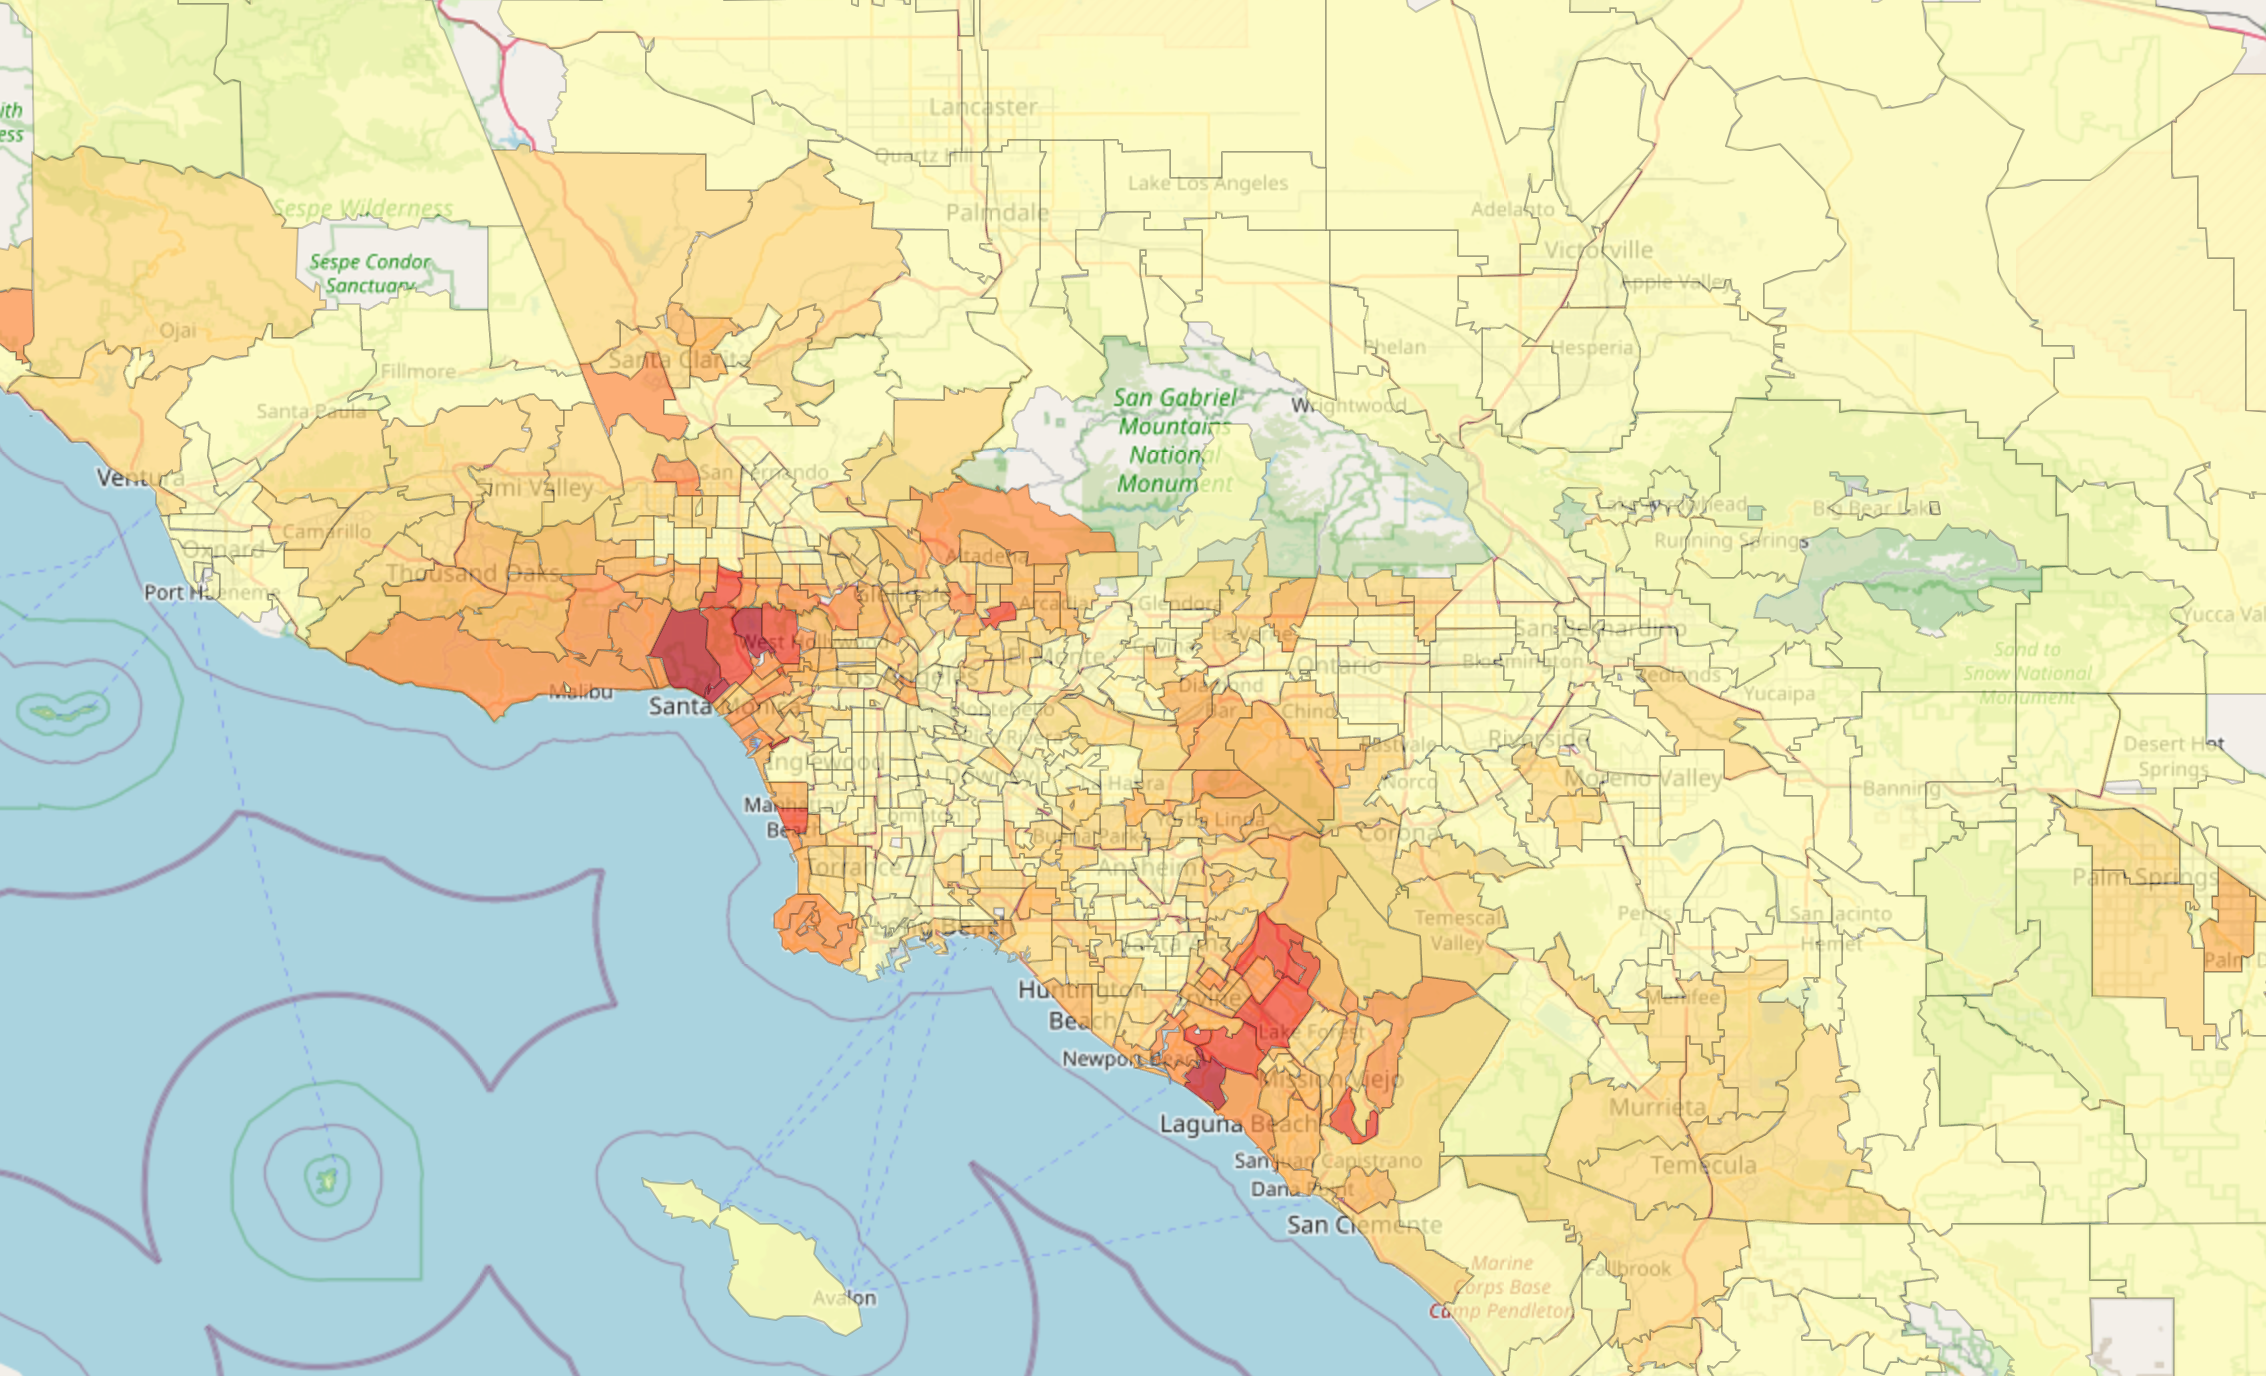 Lancaster
Quartz Hill
Lake Los Angeles
Palmdale
Adelanto
Victorville
Apple Valley
Sespe Wilderness
Sespe Condor
Sanctuary
Ojai
Santa Clarita
Fillmore
Phelan
Hesperia
San Gabriel
Mountains
National
Monument
Wrightwood
Santa Paula
Ventura
San Fernando
Simi Valley
Lake Arrowhead
Big Bear Lake
Camarillo
Oxnard
Running Springs
Altadena
Thousand Oaks
Port Hueneme
Glendale
Arcadia
Glendora
Yucca Val
San Bernardino
West Hollywood
La Verne
Covina
El Monte
Ontario
Bloomington
Sand to
Snow National
Monument
Los Angeles
Redlands
Yucaipa
Malibu
Santa Monica
Diamond
Bar
Montebello
Chino
Pico Rivera
Eastvale
Riverside
Desert Hot
Springs
Inglewood
Downey
La Habra
Norco
Moreno Valley
Banning
Manhattan
Beach
Compton
Yorba Linda
Buena Park
Corona
Torrance
Anaheim
Palm Springs
Long Beach
Temescal
Valley
Perris
San Jacinto
Hemet
Santa Ana
Palm D
Huntington
Beach
Irvine
Menifee
Lake Forest
Newport Beach
Mission Viejo
Murrieta
Laguna Beach
San Juan Capistrano
Temecula
Dana Point
San Clemente
Marine
Corps Base
Camp Pendleton
Fallbrook
Avalon